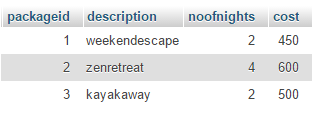 packageid description noofnights cost
1 weekendescape 2 450
2 zenretreat 4 600
3 kayakaway 2 500